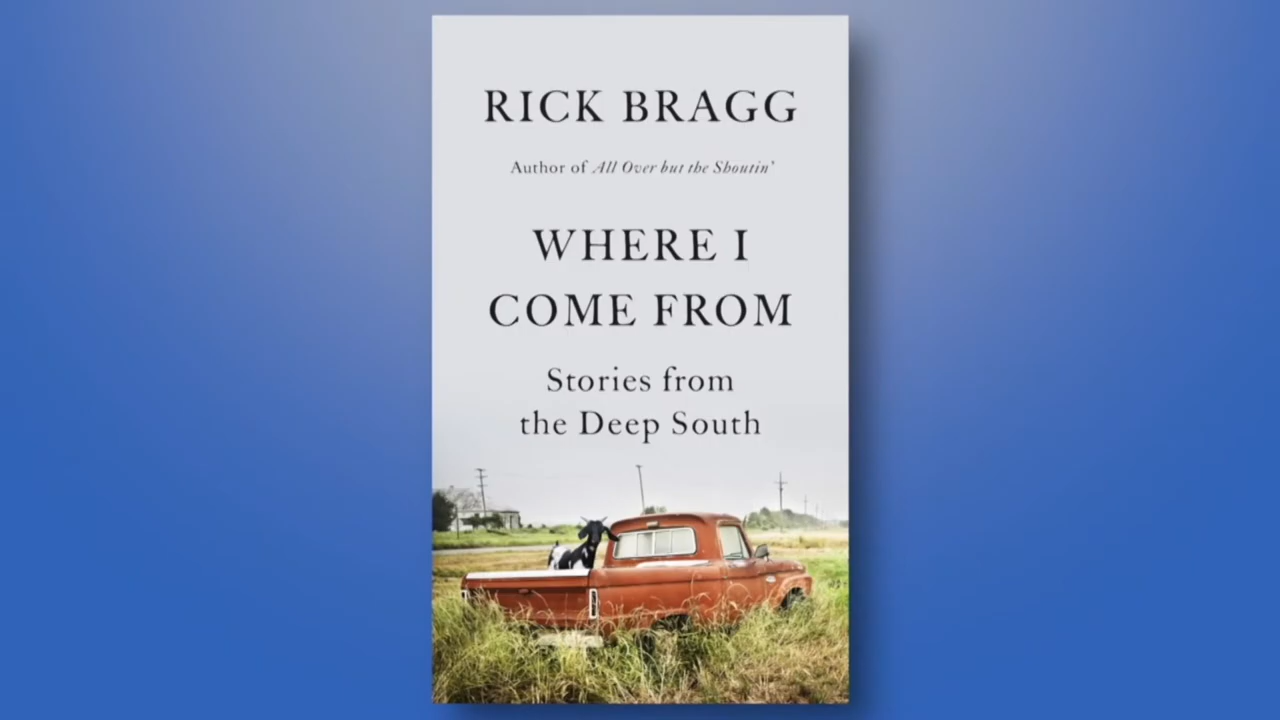 RICK BRAGG
Author of All Over but the Shoutin'
WHERE I
COME FROM
Stories from
the Deep South